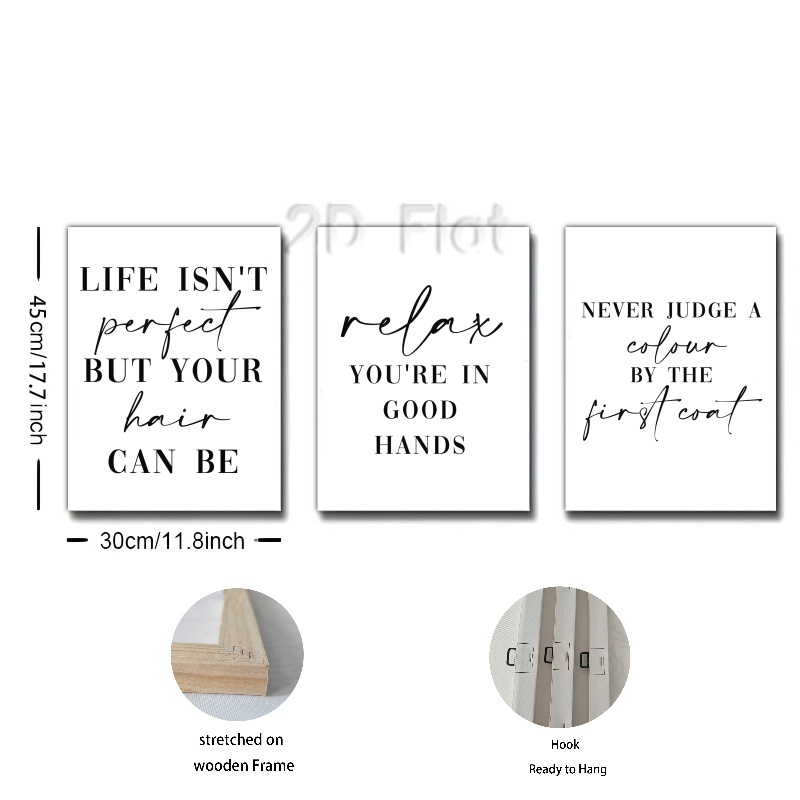 2D Flat
LIFE ISN'T
perfect
BUT YOUR
hair
CAN BE
relax
YOU'RE IN
GOOD
HANDS
NEVER JUDGE A
colour
BY THE
first coat
45cm/17.7inch
30cm/11.8inch
stretched on
wooden Frame
Hook
Ready to Hang